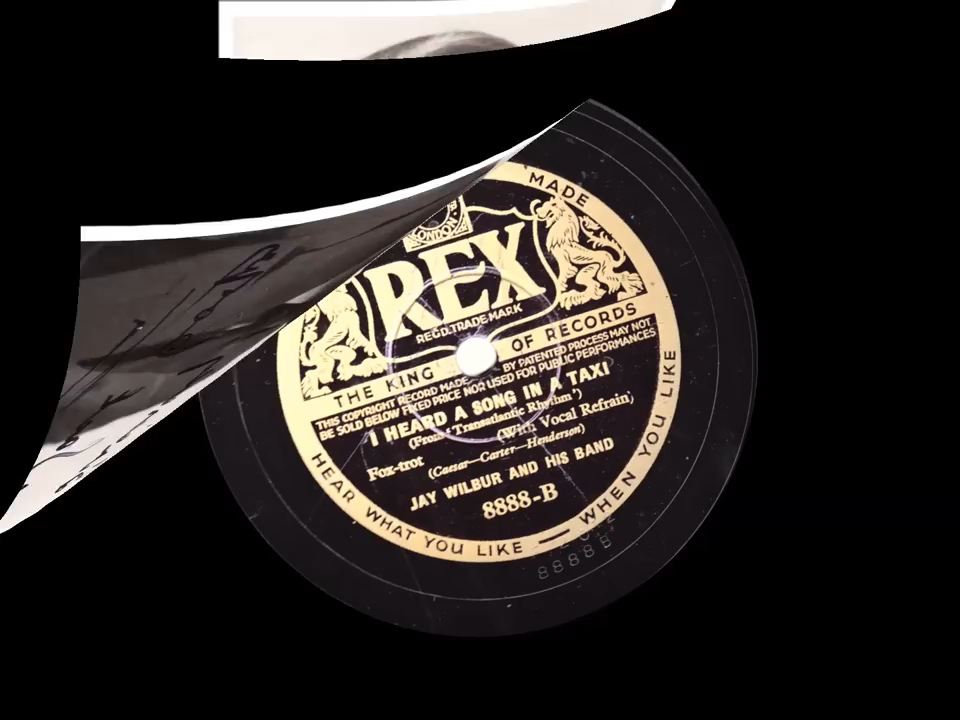 MADE
LONDON
REX
REGD. TRADE MARK
THE KING OF RECORDS
THIS COPYRIGHT RECORD MADE BY PATENTED PROCESS MAY NOT
BE SOLD BELOW FIXED PRICE NOR USED FOR PUBLIC PERFORMANCES
I HEARD A SONG IN A TAXI
(From "Transatlantic Rhythm")
Fox-trot (With Vocal Refrain)
(Caesar—Carter—Henderson)
JAY WILBUR AND HIS BAND
8888-B
HEAR WHAT YOU LIKE — WHEN YOU LIKE
8888B